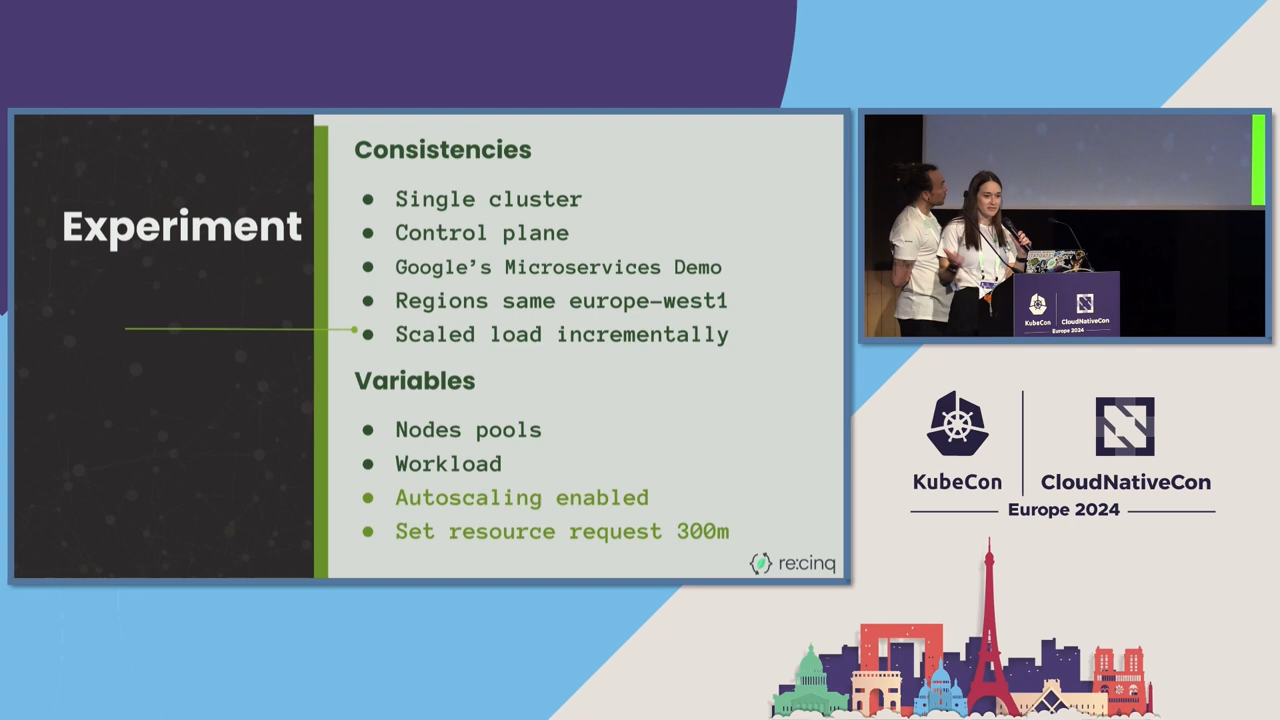 Experiment
Consistencies
Single cluster
Control plane
Google's Microservices Demo
Regions same europe-west1
Scaled load incrementally
Variables
Nodes pools
Workload
Autoscaling enabled
Set resource request 300m
re:cinq
KubeCon
CloudNativeCon
Europe 2024
KubeCon
CloudNativeCon
Europe 2024